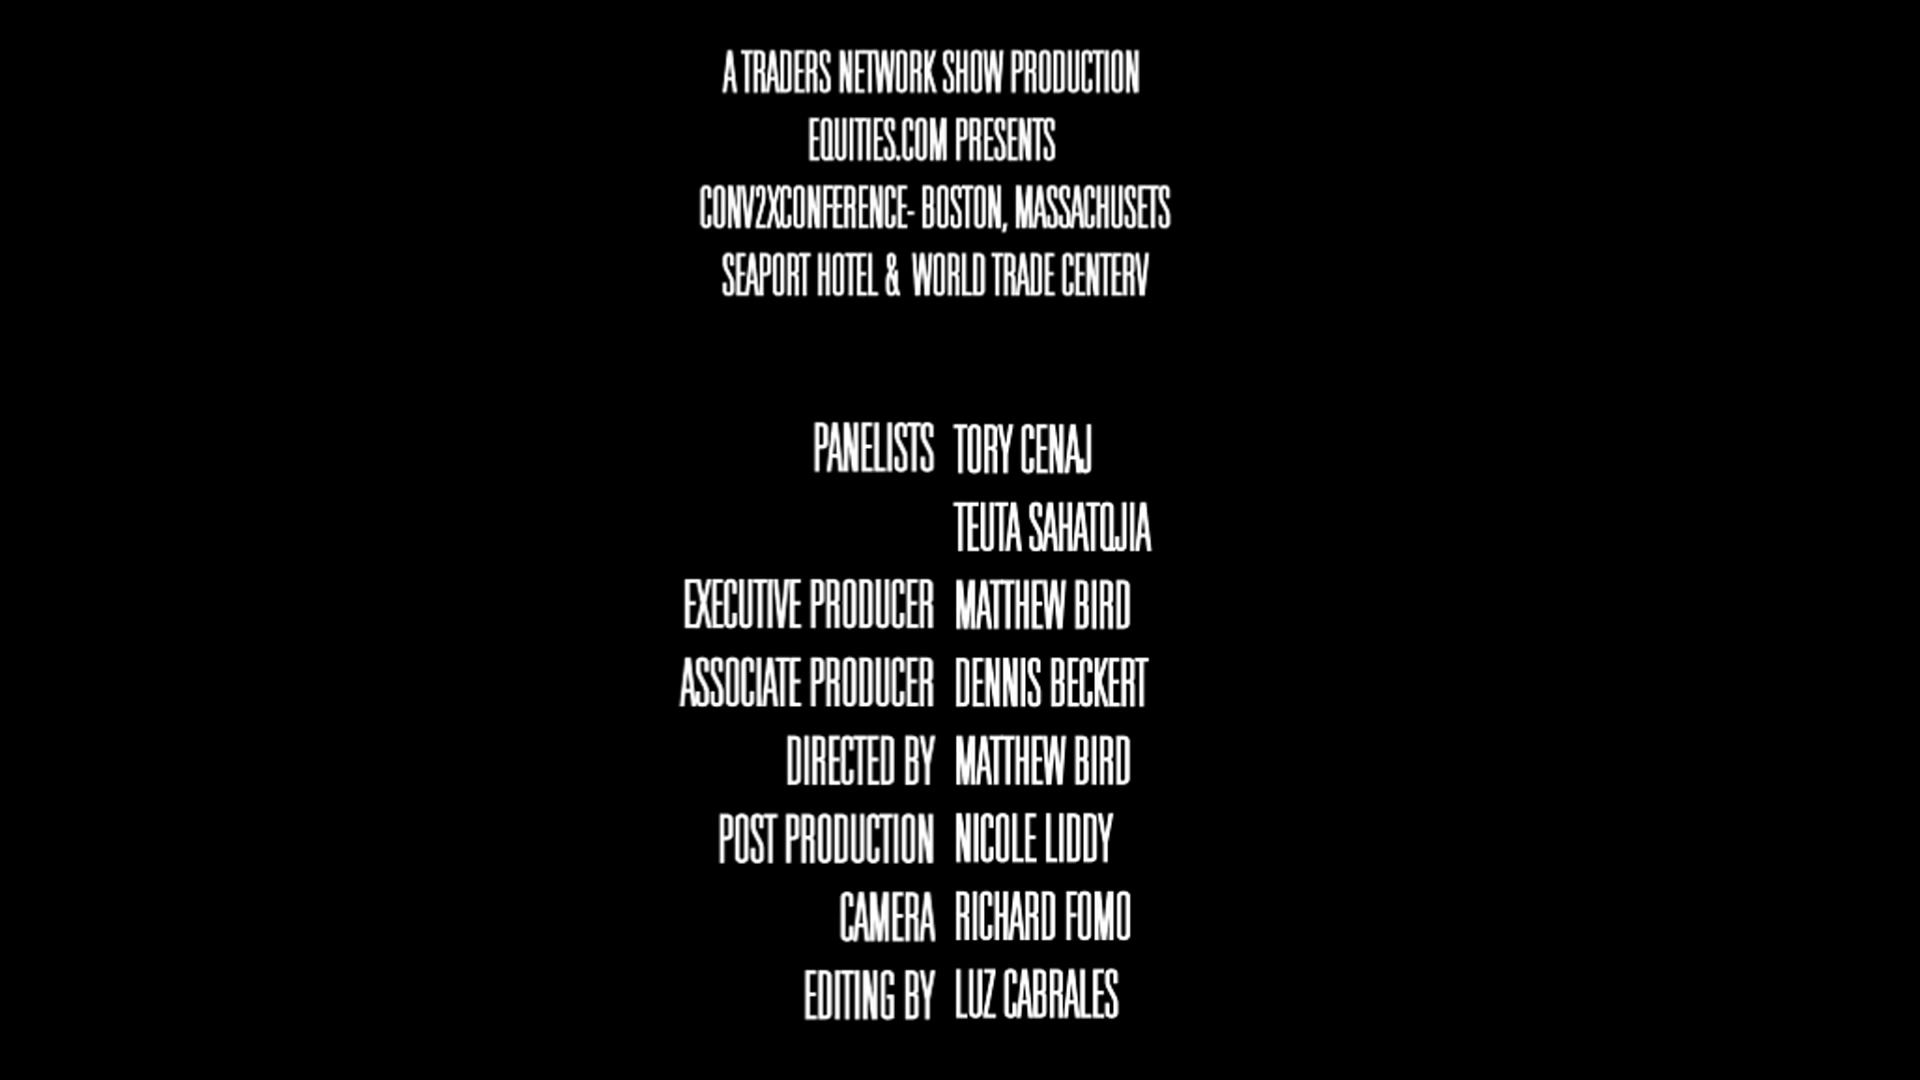 A TRADERS NETWORK SHOW PRODUCTION
EQUITIES.COM PRESENTS
CONV2XCONFERENCE- BOSTON, MASSACHUSETS
SEAPORT HOTEL & WORLD TRADE CENTERV
PANELISTS TORY CENAJ
TEUTA SAHATQJIA
EXECUTIVE PRODUCER MATTHEW BIRD
ASSOCIATE PRODUCER DENNIS BECKERT
DIRECTED BY MATTHEW BIRD
POST PRODUCTION NICOLE LIDDY
CAMERA RICHARD FOMO
EDITING BY LUZ CABRALES